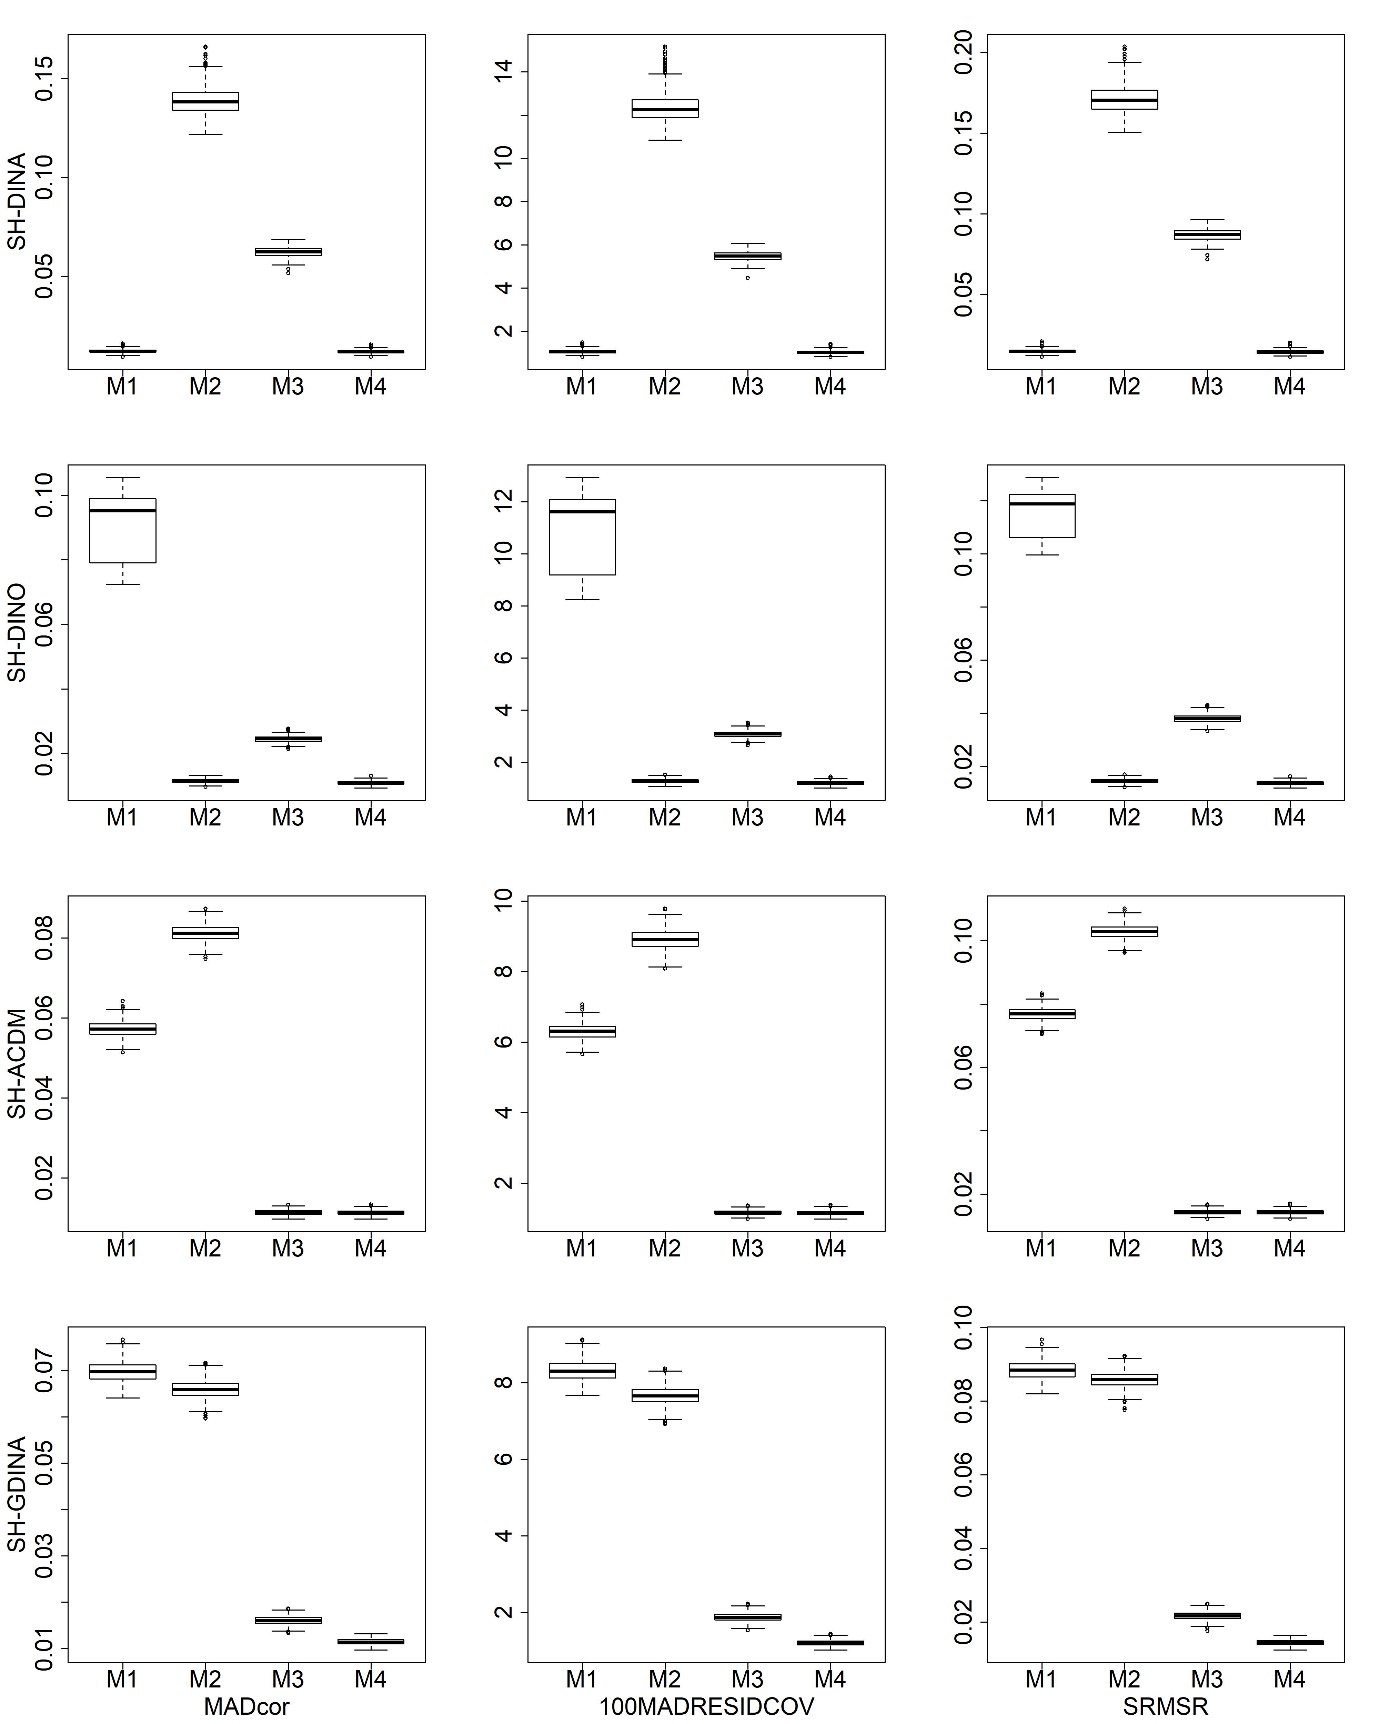 SH-DINA
0.05 0.10 0.15
M1 M2 M3 M4
2 4 6 8 10 14
M1 M2 M3 M4
0.05 0.10 0.15 0.20
M1 M2 M3 M4
SH-DINO
0.02 0.06 0.10
M1 M2 M3 M4
2 4 6 8 10 12
M1 M2 M3 M4
0.02 0.06 0.10
M1 M2 M3 M4
SH-ACDM
0.02 0.04 0.06 0.08
M1 M2 M3 M4
2 4 6 8 10
M1 M2 M3 M4
0.02 0.06 0.10
M1 M2 M3 M4
SH-GDINA
0.01 0.03 0.05 0.07
M1 M2 M3 M4
MADcor
2 4 6 8
M1 M2 M3 M4
100MADRESIDCOV
0.02 0.04 0.06 0.08 0.10
M1 M2 M3 M4
SRMSR